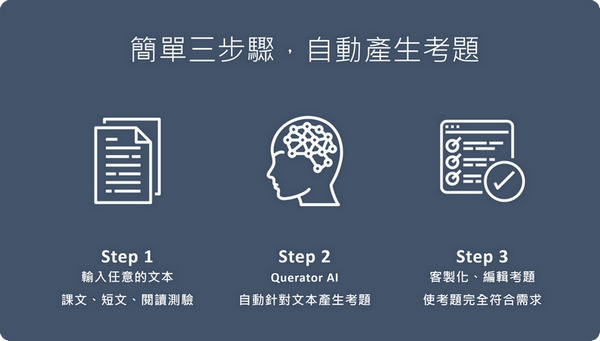 簡單三步驟，自動產生考題
Step 1
輸入任意的文本
課文、短文、閱讀測驗
Step 2
Querator AI
自動針對文本產生考題
Step 3
客製化、編輯考題
使考題完全符合需求